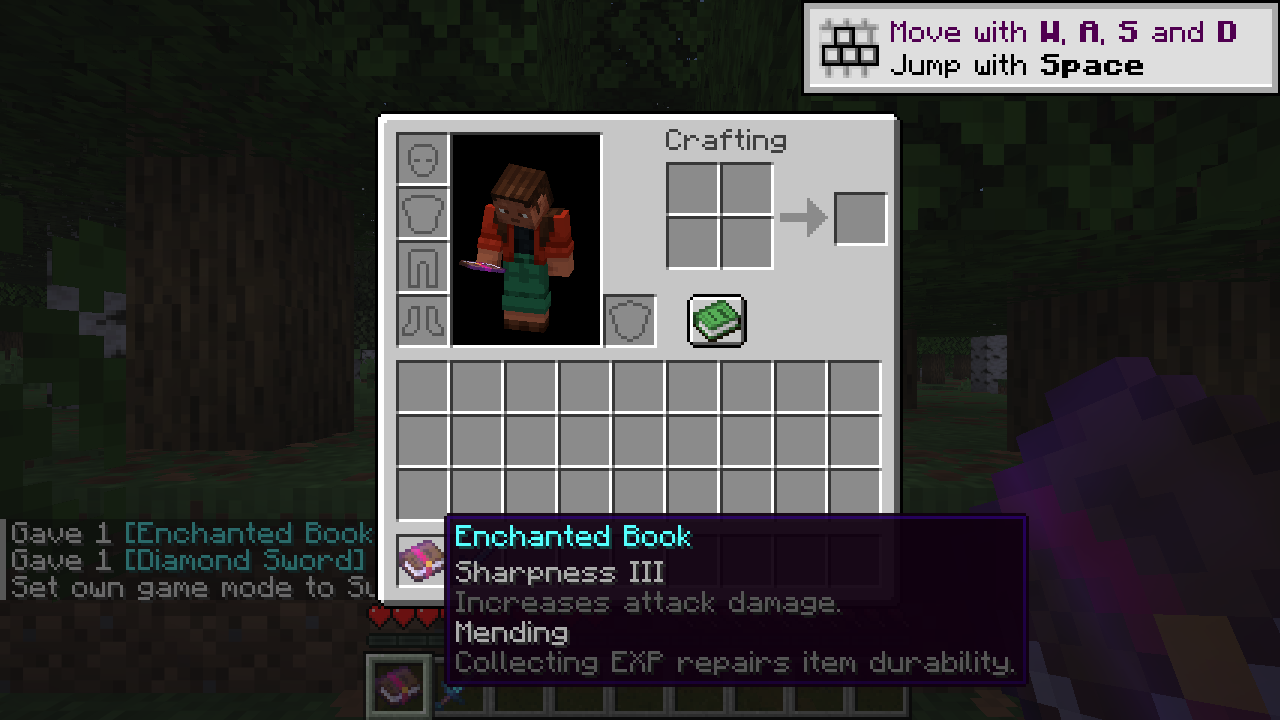 Move with W, A, S and D
Jump with Space
Crafting
Gave 1 [Enchanted Book
Gave 1 [Diamond Sword]
Set own game mode to Su
Enchanted Book
Sharpness III
Increases attack damage.
Mending
Collecting EXP repairs item durability.